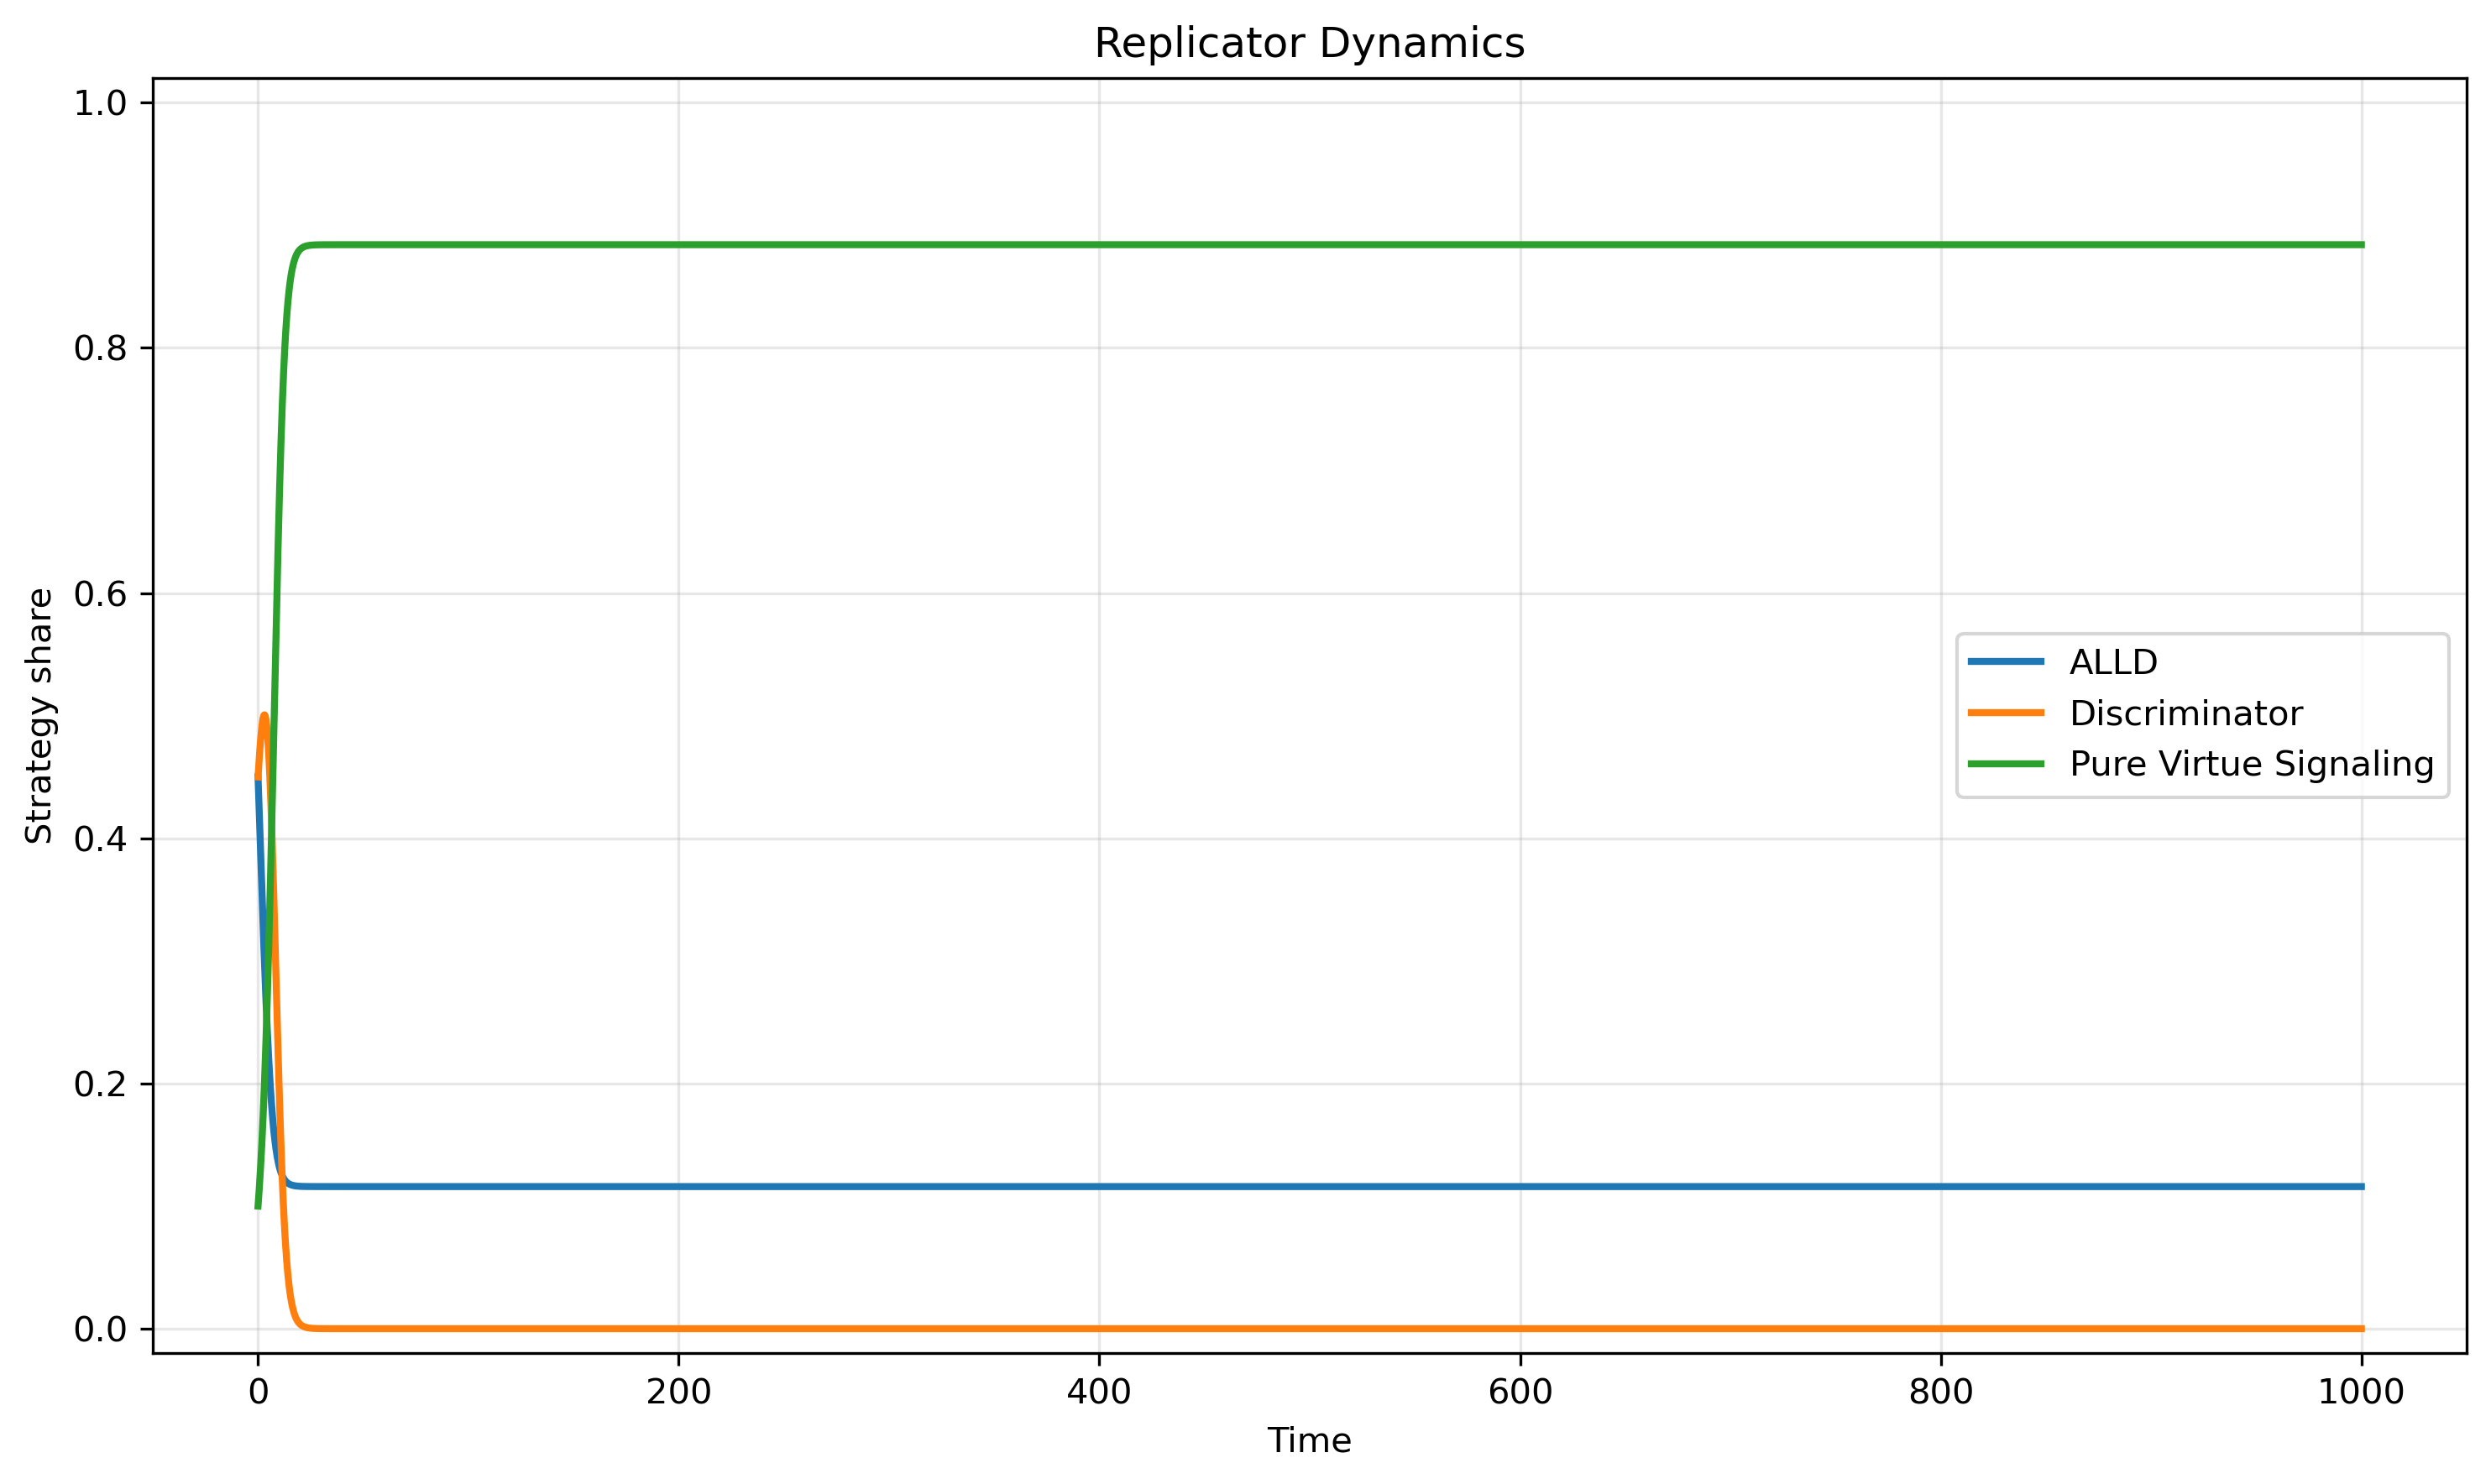 Replicator Dynamics
1.0
0.8
0.6
0.4
0.2
0.0
Strategy share
ALLD
Discriminator
Pure Virtue Signaling
0 200 400 600 800 1000
Time